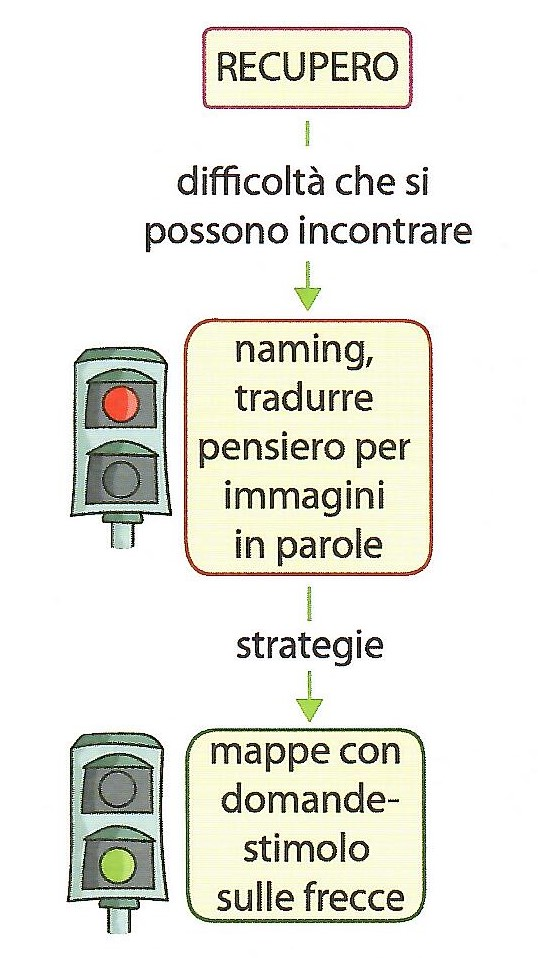 RECUPERO
difficoltà che si
possono incontrare
naming,
tradurre
pensiero per
immagini
in parole
strategie
mappe con
domande-
stimolo
sulle frecce